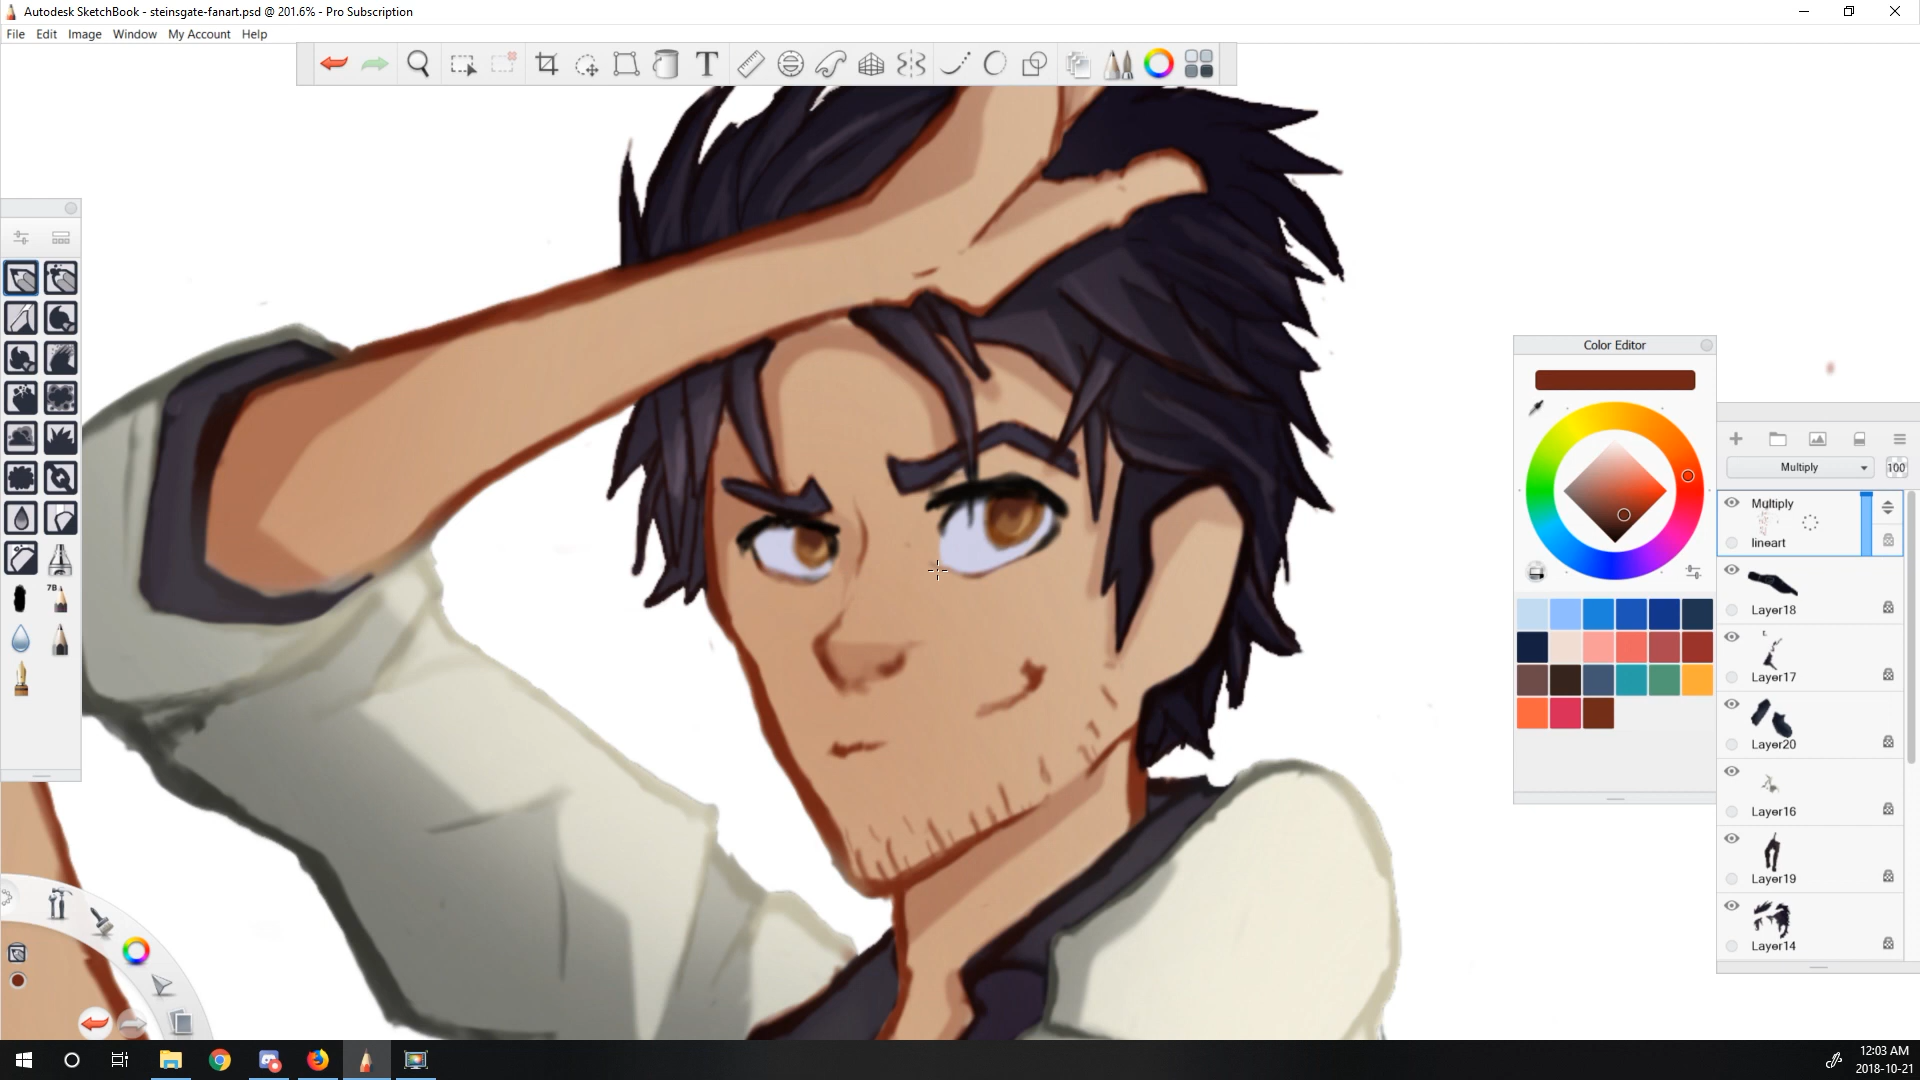 Autodesk SketchBook - steinsgate-fanart.psd @ 201.6% - Pro Subscription
File Edit Image Window My Account Help
T
Color Editor
Multiply 100
Multiply
lineart
Layer18
Layer17
Layer20
Layer16
Layer19
Layer14
7B
12:03 AM
2018-10-21